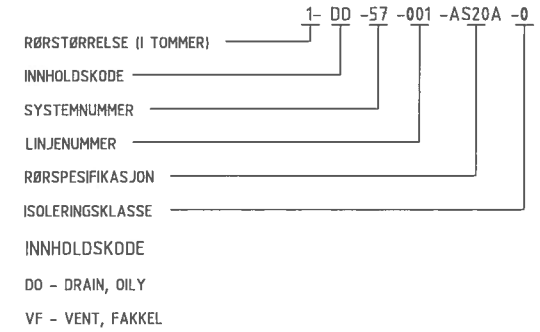 1- DD -57 -001 -AS20A -0
RØRSTØRRELSE (I TOMMER)
INNHOLDSKODE
SYSTEMNUMMER
LINJENUMMER
RØRSPESIFIKASJON
ISOLERINGSKLASSE
INNHOLDSKODE
DO - DRAIN, OILY
VF - VENT, FAKKEL